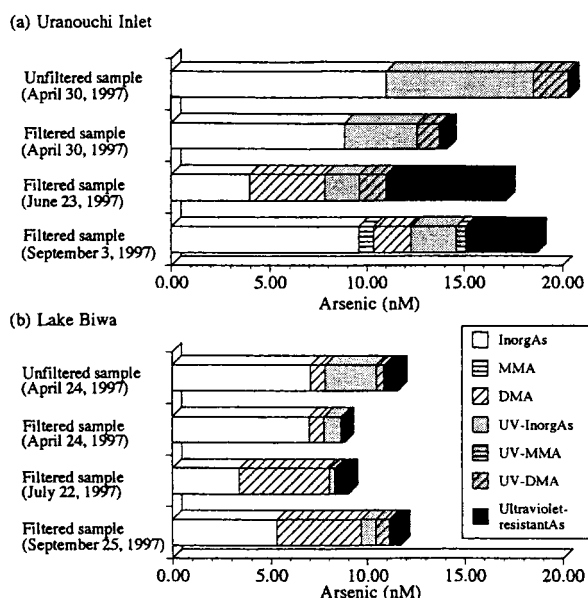 (a) Uranouchi Inlet
Unfiltered sample
(April 30, 1997)
Filtered sample
(April 30, 1997)
Filtered sample
(June 23, 1997)
Filtered sample
(September 3, 1997)
0.00 5.00 10.00 15.00 20.00
Arsenic (nM)
(b) Lake Biwa
Unfiltered sample
(April 24, 1997)
Filtered sample
(April 24, 1997)
Filtered sample
(July 22, 1997)
Filtered sample
(September 25, 1997)
0.00 5.00 10.00 15.00 20.00
Arsenic (nM)
InorgAs
MMA
DMA
UV-InorgAs
UV-MMA
UV-DMA
Ultraviolet-
resistantAs